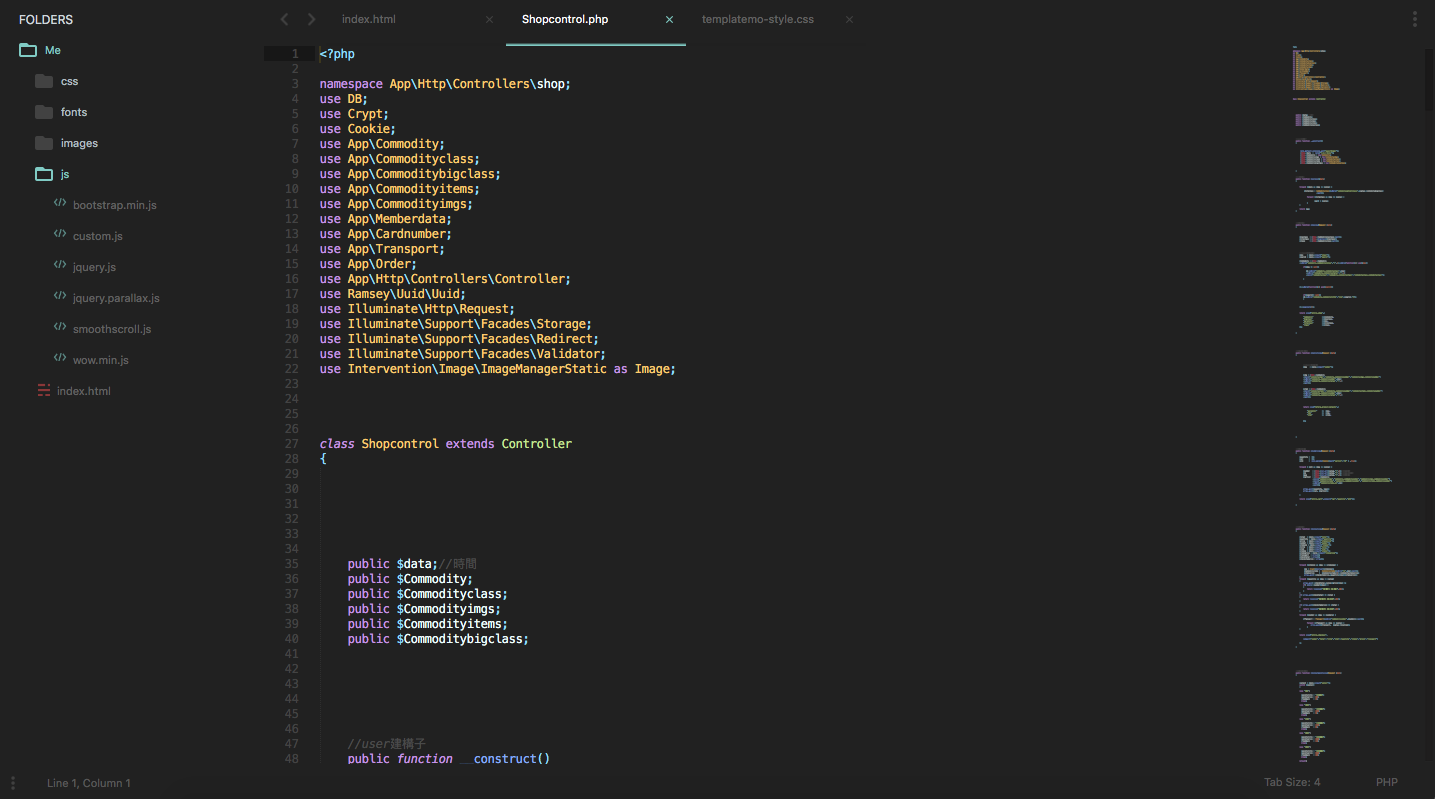 FOLDERS
Me
css
fonts
images
js
bootstrap.min.js
custom.js
jquery.js
jquery.parallax.js
smoothscroll.js
wow.min.js
index.html
index.html
Shopcontrol.php
templatemo-style.css
1 <?php
2
3 namespace App\Http\Controllers\shop;
4 use DB;
5 use Crypt;
6 use Cookie;
7 use App\Commodity;
8 use App\Commodityclass;
9 use App\Commoditybigclass;
10 use App\Commodityitems;
11 use App\Commodityimgs;
12 use App\Memberdata;
13 use App\Cardnumber;
14 use App\Transport;
15 use App\Order;
16 use App\Http\Controllers\Controller;
17 use Ramsey\Uuid\Uuid;
18 use Illuminate\Http\Request;
19 use Illuminate\Support\Facades\Storage;
20 use Illuminate\Support\Facades\Redirect;
21 use Illuminate\Support\Facades\Validator;
22 use Intervention\Image\ImageManagerStatic as Image;
23
24
25
26
27 class Shopcontrol extends Controller
28 {
29
30
31
32
33
34
35 public $data;//時間
36 public $Commodity;
37 public $Commodityclass;
38 public $Commodityimgs;
39 public $Commodityitems;
40 public $Commoditybigclass;
41
42
43
44
45
46
47 //user建構子
48 public function __construct()
Line 1, Column 1
Tab Size: 4
PHP